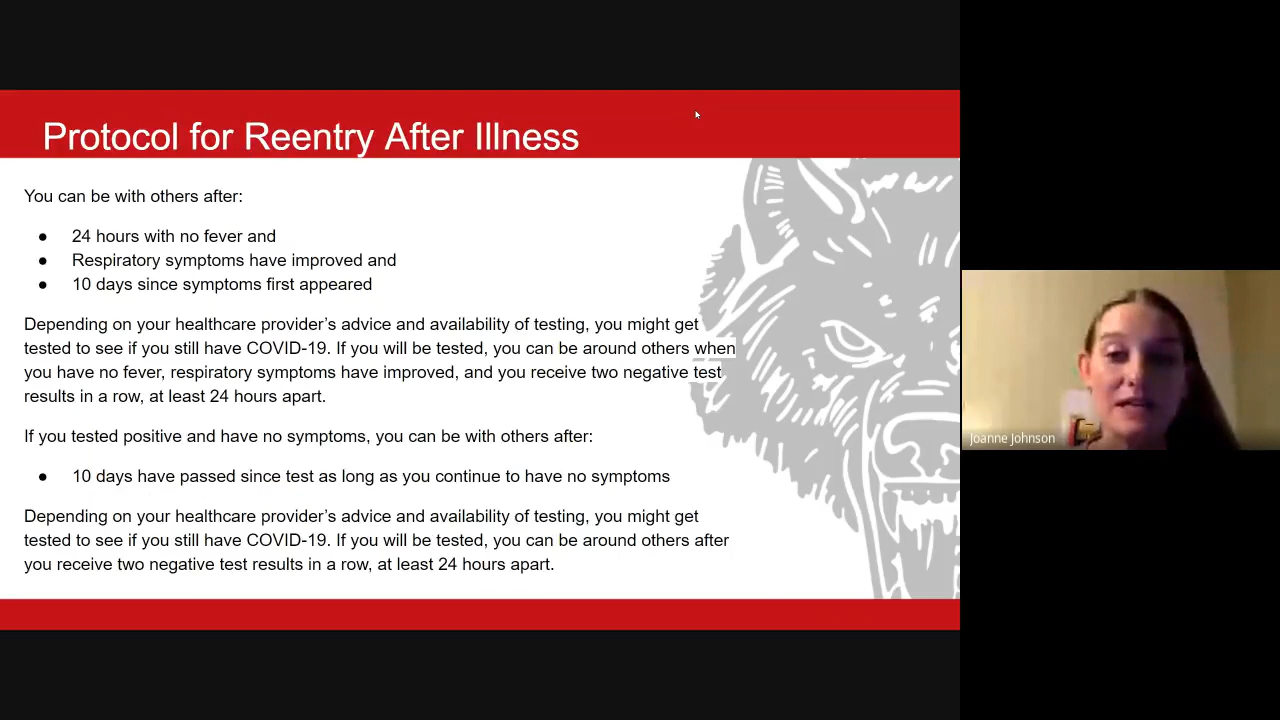 Protocol for Reentry After Illness
You can be with others after:
● 24 hours with no fever and
● Respiratory symptoms have improved and
● 10 days since symptoms first appeared
Depending on your healthcare provider’s advice and availability of testing, you might get
tested to see if you still have COVID-19. If you will be tested, you can be around others when
you have no fever, respiratory symptoms have improved, and you receive two negative test
results in a row, at least 24 hours apart.
If you tested positive and have no symptoms, you can be with others after:
● 10 days have passed since test as long as you continue to have no symptoms
Depending on your healthcare provider’s advice and availability of testing, you might get
tested to see if you still have COVID-19. If you will be tested, you can be around others after
you receive two negative test results in a row, at least 24 hours apart.
Joanne Johnson